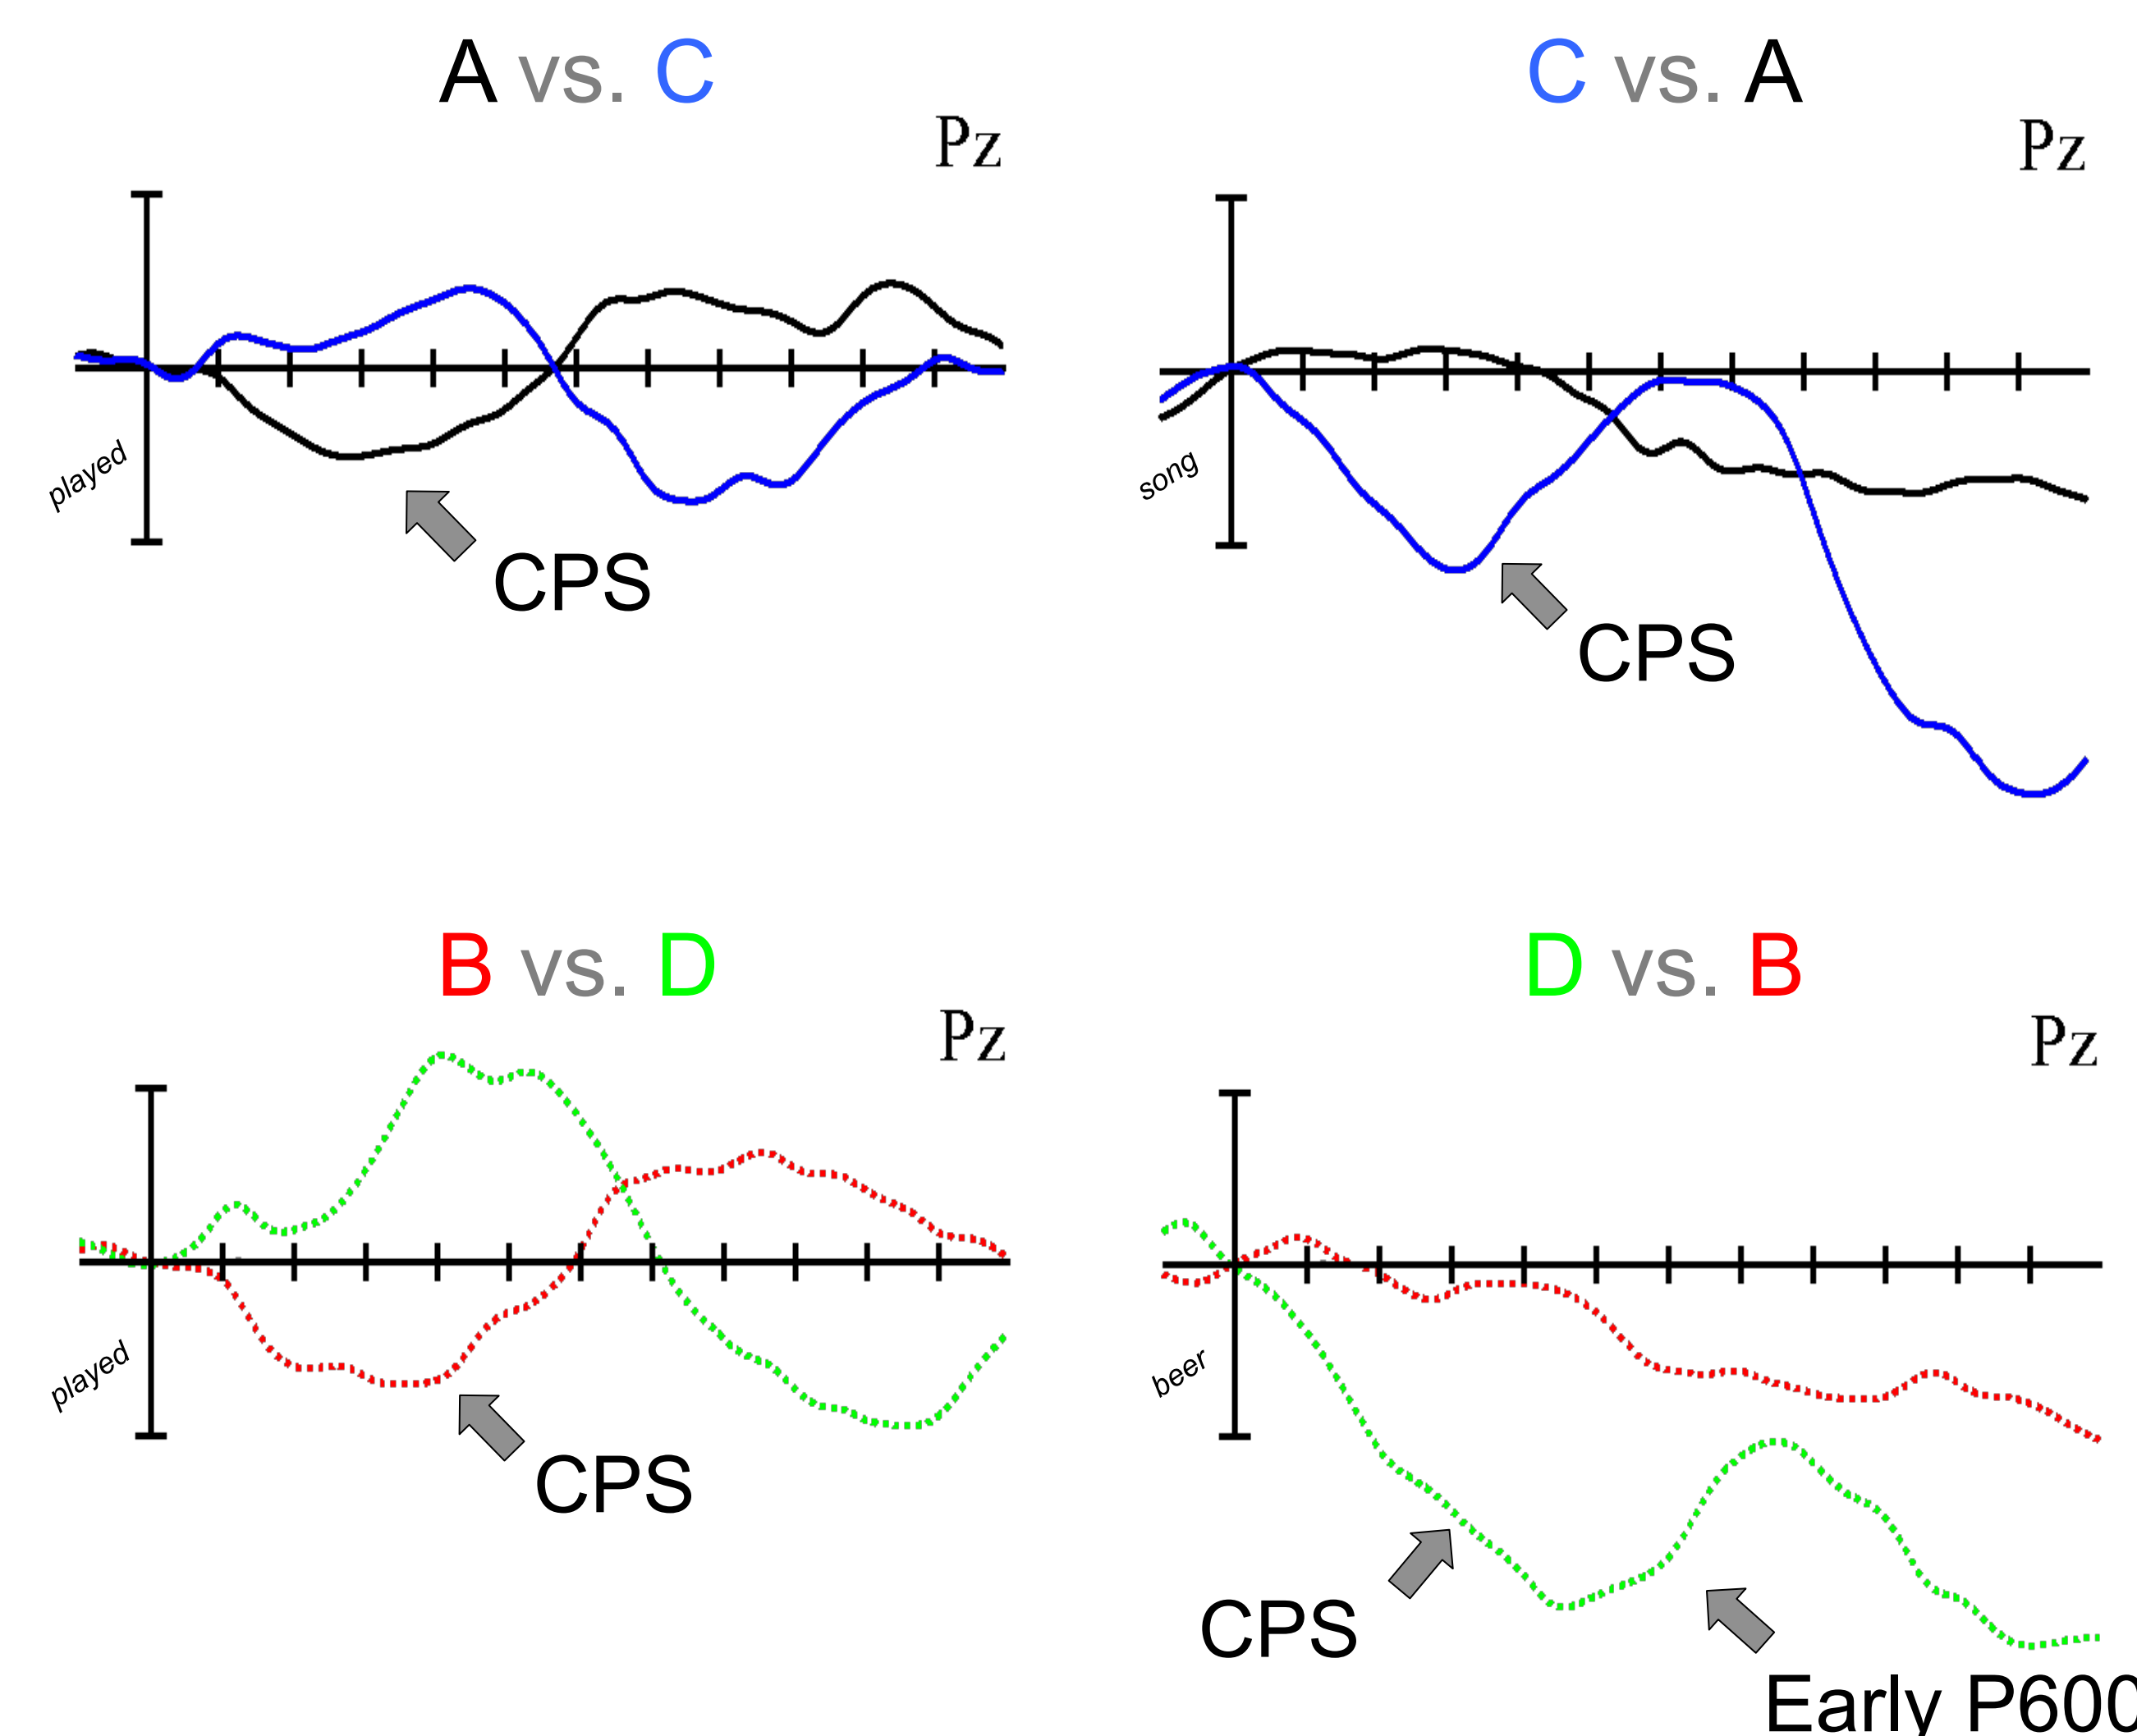 A vs. C
Pz
played
CPS
C vs. A
Pz
song
CPS
B vs. D
Pz
played
CPS
D vs. B
Pz
beer
CPS
Early P600